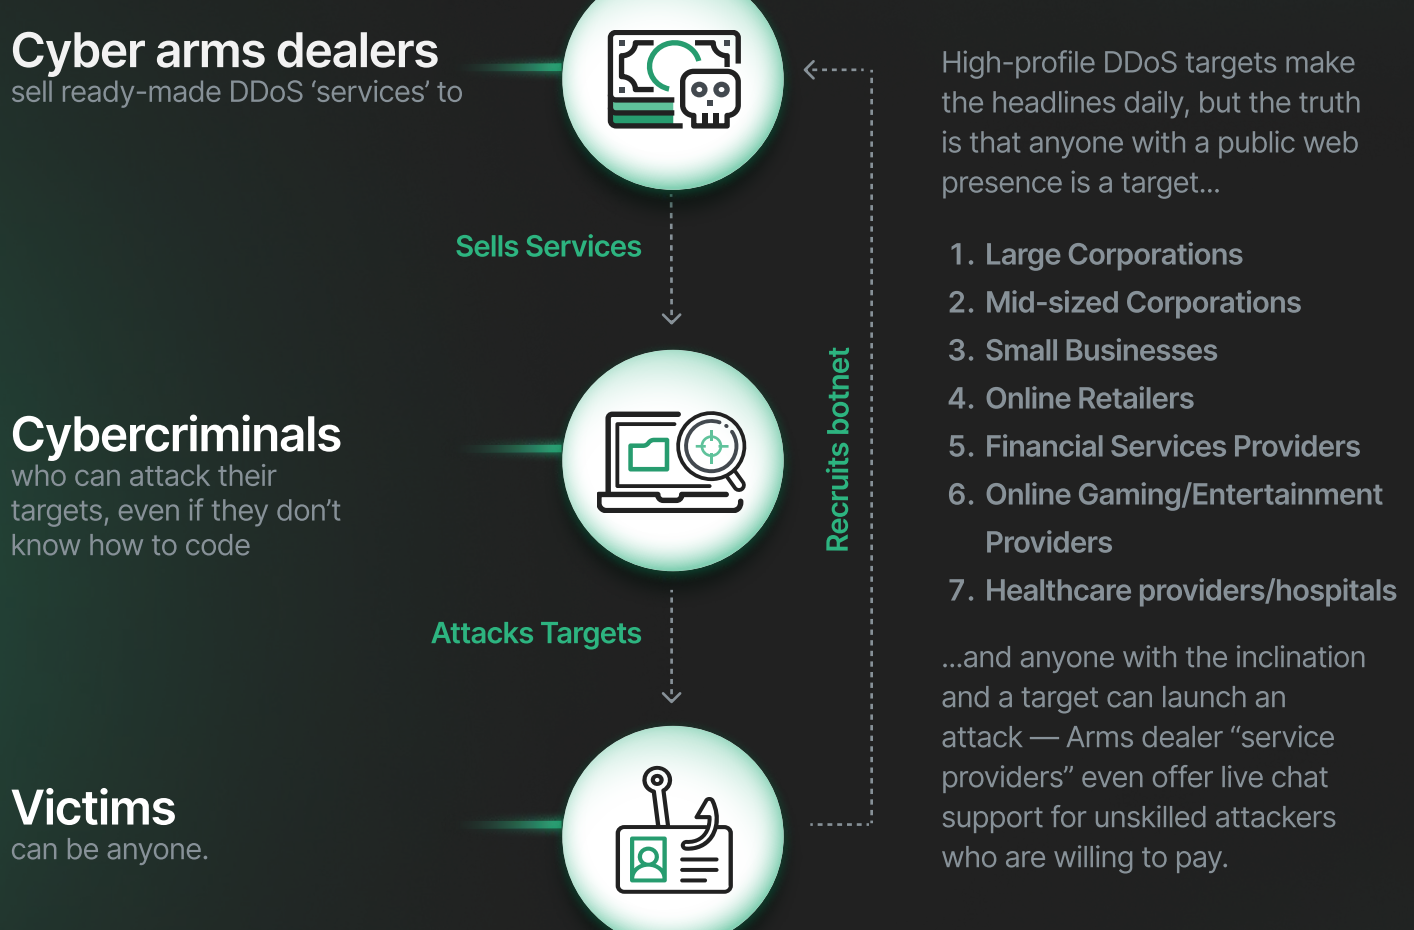 Cyber arms dealers
sell ready-made DDoS ‘services’ to
Sells Services
Cybercriminals
who can attack their
targets, even if they don’t
know how to code
Attacks Targets
Victims
can be anyone.
Recruits botnet
High-profile DDoS targets make
the headlines daily, but the truth
is that anyone with a public web
presence is a target...
1. Large Corporations
2. Mid-sized Corporations
3. Small Businesses
4. Online Retailers
5. Financial Services Providers
6. Online Gaming/Entertainment
Providers
7. Healthcare providers/hospitals
...and anyone with the inclination
and a target can launch an
attack — Arms dealer “service
providers” even offer live chat
support for unskilled attackers
who are willing to pay.